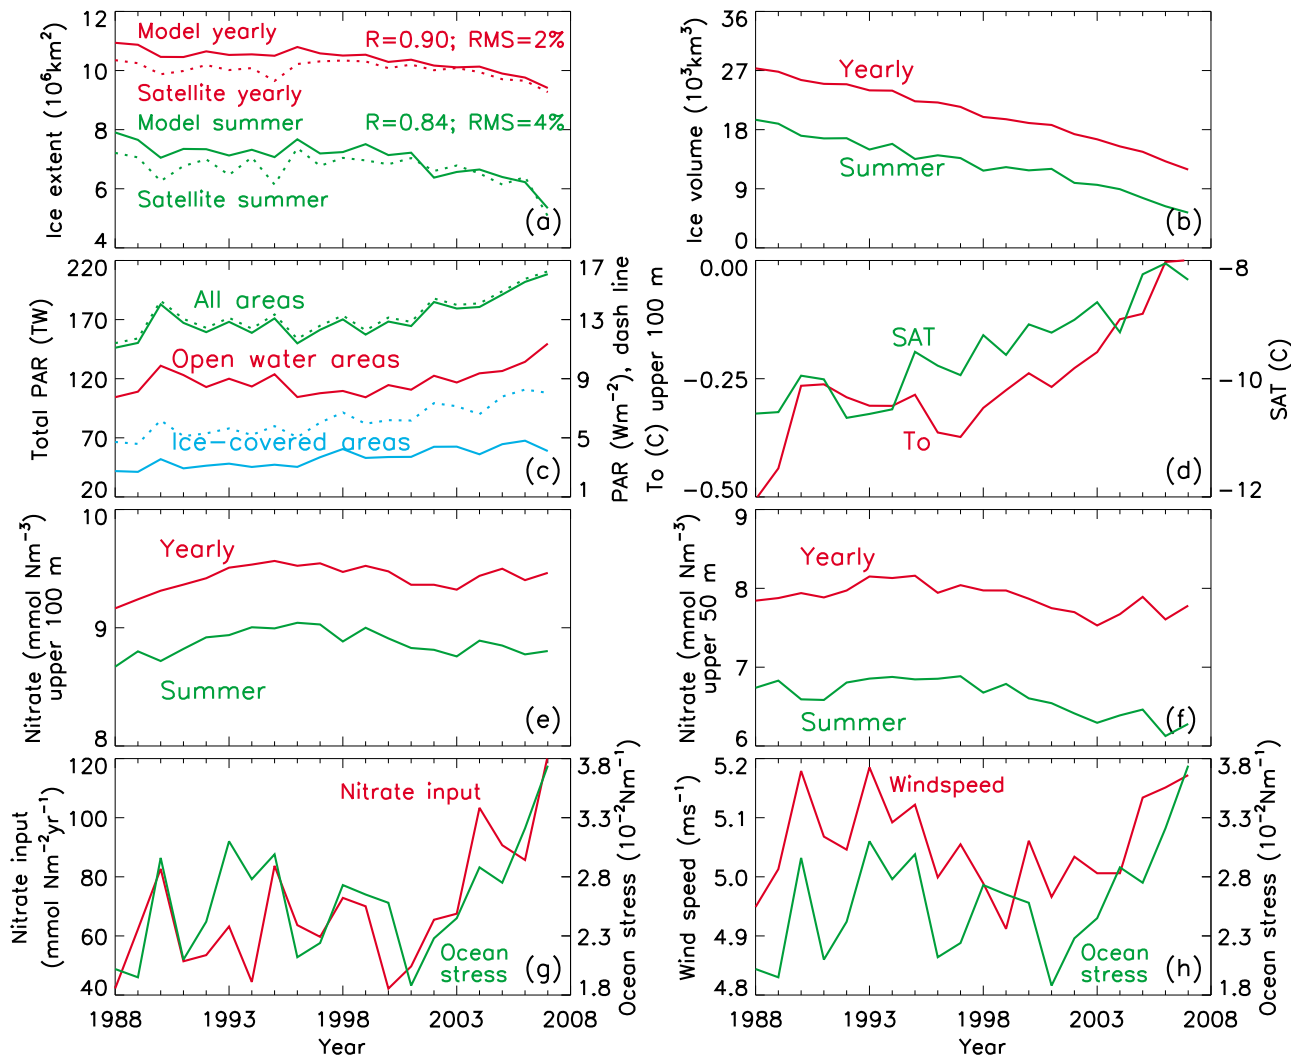 12
10
8
6
4
Ice extent (10⁶km²)
Model yearly
R=0.90; RMS=2%
Satellite yearly
Model summer
R=0.84; RMS=4%
Satellite summer
(a)
36
27
18
9
0
Ice volume (10³km³)
Yearly
Summer
(b)
220
170
120
70
20
Total PAR (TW)
All areas
Open water areas
Ice-covered areas
(c)
17
13
9
5
1
PAR (Wm⁻²), dash line
To (C) upper 100 m
0.00
−0.25
−0.50
SAT
To
(d)
−8
−10
−12
SAT (C)
10
9
8
Nitrate (mmol Nm⁻³)
upper 100 m
Yearly
Summer
(e)
9
8
7
6
Nitrate (mmol Nm⁻³)
upper 50 m
Yearly
Summer
(f)
120
100
80
60
40
Nitrate input
(mmol Nm⁻²yr⁻¹)
Nitrate input
Ocean
stress
(g)
3.8
3.4
2.8
2.3
1.8
Ocean stress (10⁻²Nm⁻¹)
1988
1993
1998
2003
2008
Year
5.2
5.1
5.0
4.9
4.8
Wind speed (ms⁻¹)
Windspeed
Ocean
stress
(h)
3.8
3.4
2.8
2.3
1.8
Ocean stress (10⁻²Nm⁻¹)
1988
1993
1998
2003
2008
Year